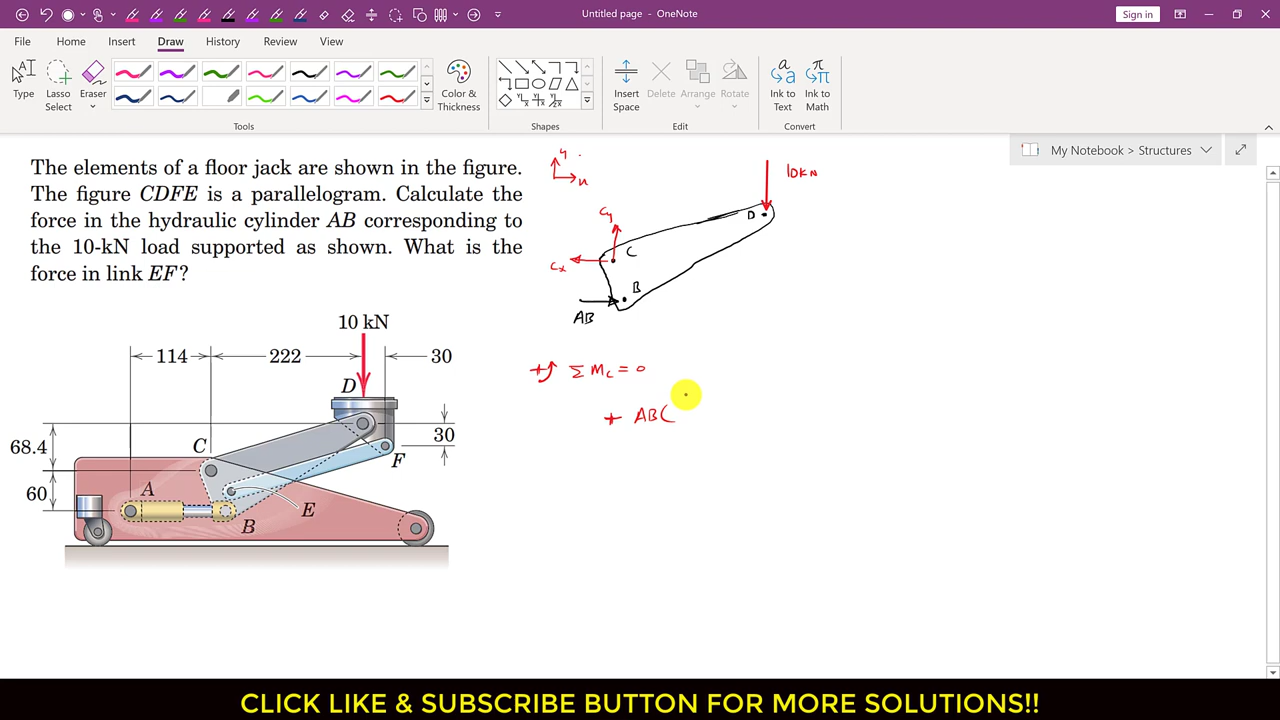 Untitled page - OneNote
Sign in
File Home Insert Draw History Review View
Type
Lasso Select
Eraser
Color & Thickness
Insert Space
Delete
Arrange
Rotate
Ink to Text
Ink to Math
Tools
Shapes
Edit
Convert
My Notebook > Structures
The elements of a floor jack are shown in the figure.
The figure CDFE is a parallelogram. Calculate the
force in the hydraulic cylinder AB corresponding to
the 10-kN load supported as shown. What is the
force in link EF?
y
x
10kN
D
Cy
C
Cx
B
AB
+ Σ Mc = 0
+ AB(
10 kN
114
222
30
D
30
68.4
C
F
60
A
E
B
CLICK LIKE & SUBSCRIBE BUTTON FOR MORE SOLUTIONS!!